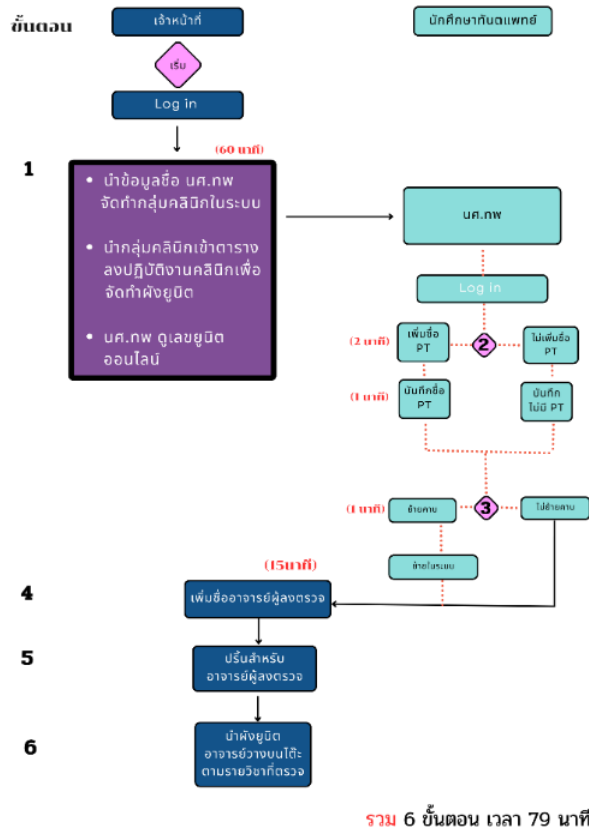 ขั้นตอน
เจ้าหน้าที่
นักศึกษาทันตแพทย์
เริ่ม
Log in
(60 นาที)
1
• นำข้อมูลชื่อ นศ.ทพ
จัดทำกลุ่มคลินิกในระบบ
• นำกลุ่มคลินิกเข้าตาราง
ลงปฏิบัติงานคลินิกเพื่อ
จัดทำผังยูนิต
• นศ.ทพ ดูเลขยูนิต
ออนไลน์
นศ.ทพ
Log in
(2 นาที)
เพิ่มชื่อ
PT
2
ไม่เพิ่มชื่อ
PT
(1 นาที)
บันทึกชื่อ
PT
บันทึก
ไม่มี PT
(1 นาที)
ย้ายคาบ
3
ไม่ย้ายคาบ
ย้ายในระบบ
(15นาที)
4
เพิ่มชื่ออาจารย์ผู้ลงตรวจ
5
ปริ้นสำหรับ
อาจารย์ผู้ลงตรวจ
6
นำผังยูนิต
อาจารย์วางบนโต๊ะ
ตามรายวิชาที่ตรวจ
รวม 6 ขั้นตอน เวลา 79 นาที